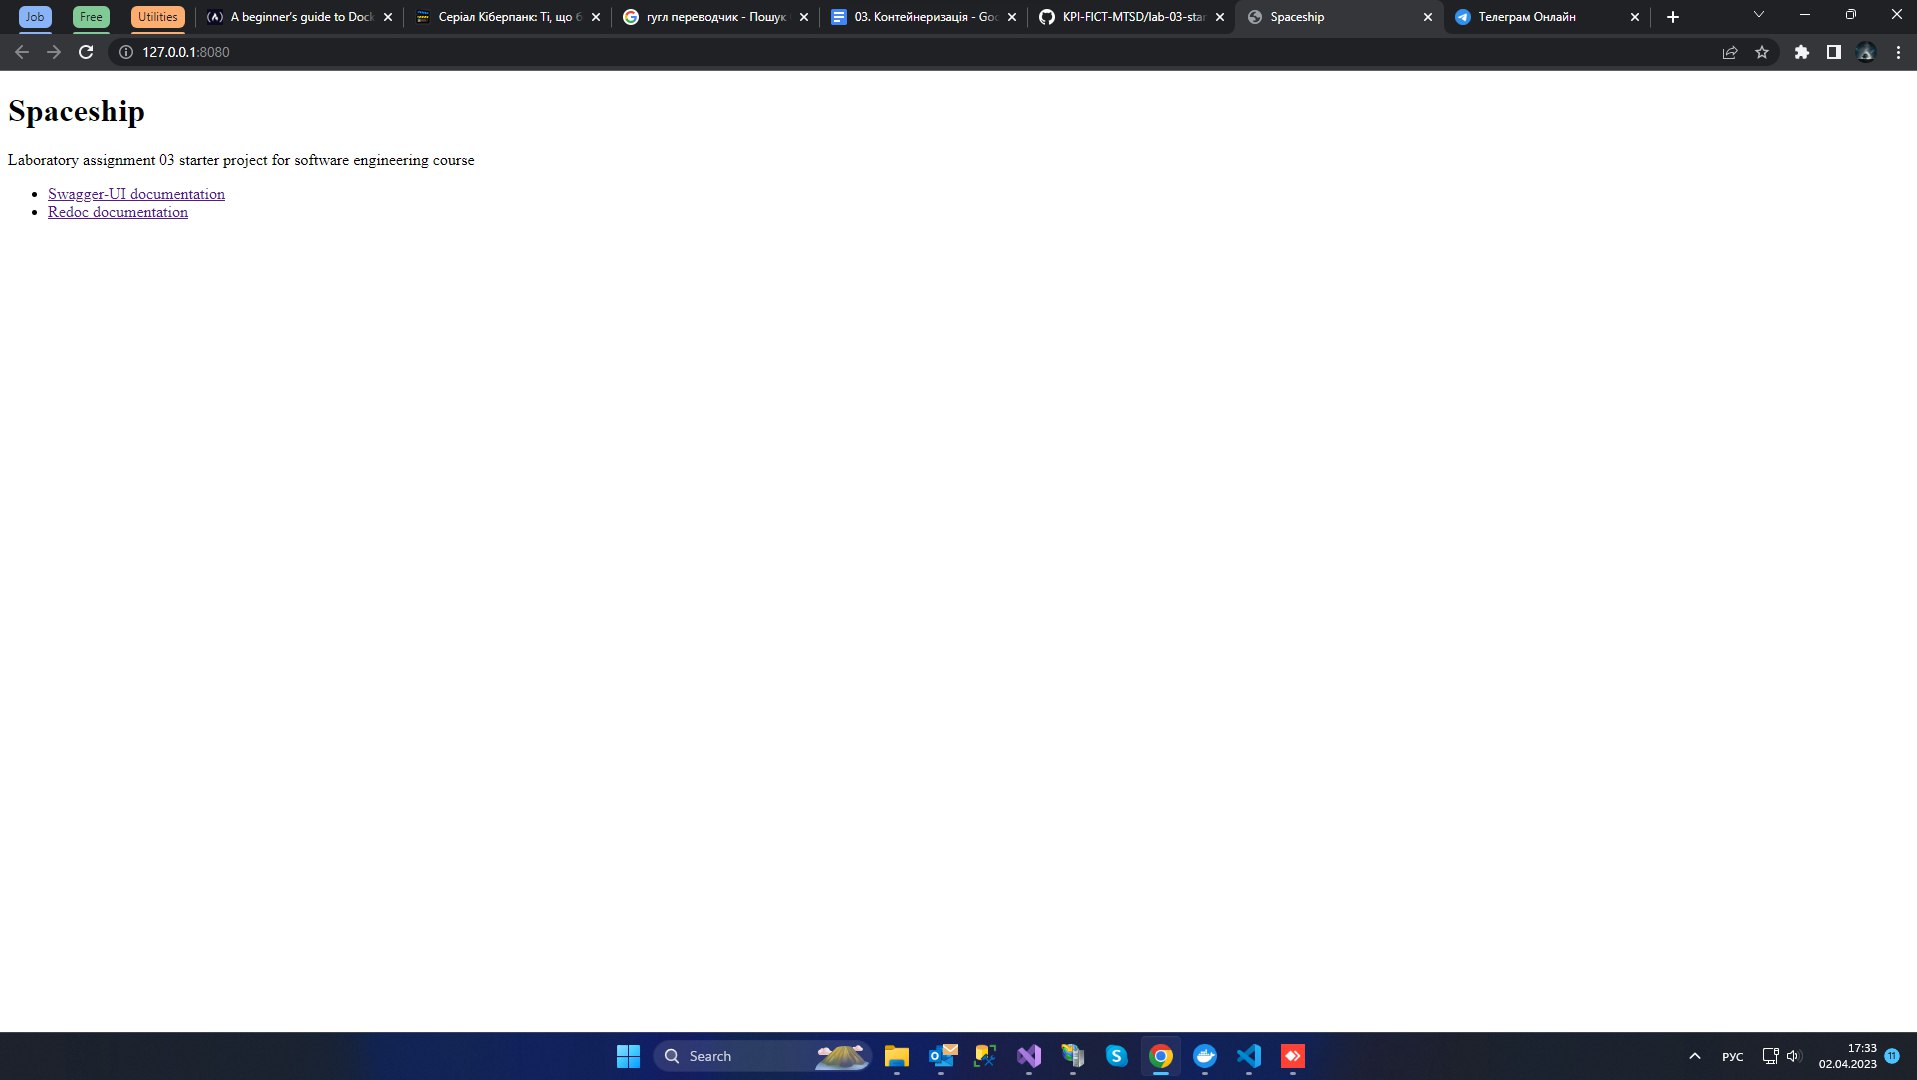 Job Free Utilities A beginner's guide to Dock Серіал Кіберпанк: Ті, що б гугл переводчик - Пошук 03. Контейнеризація - Goo KPI-FICT-MTSD/lab-03-star Spaceship Телеграм Онлайн
127.0.0.1:8080
Spaceship
Laboratory assignment 03 starter project for software engineering course
Swagger-UI documentation
Redoc documentation
Search
РУС
17:33
02.04.2023
11